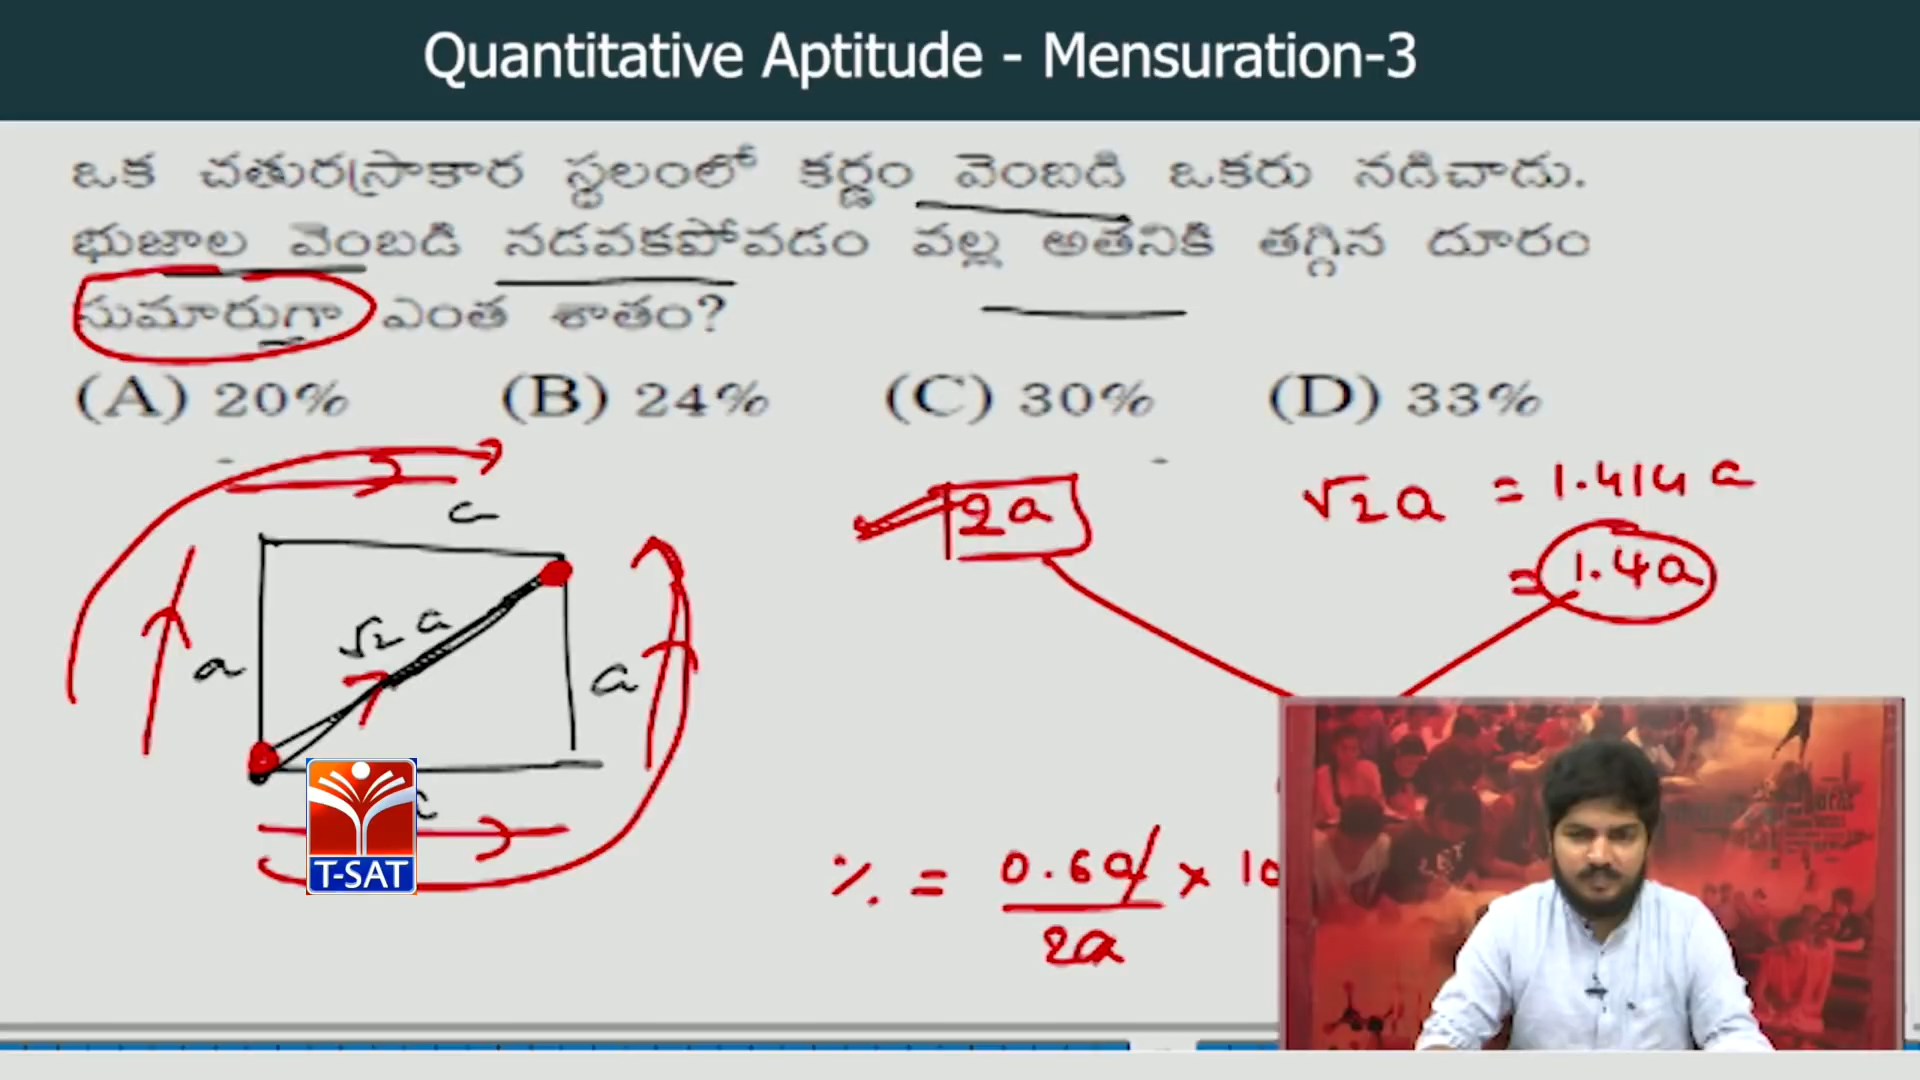 Quantitative Aptitude - Mensuration-3
ఒక చతురస్రాకార స్థలంలో కర్ణం వెంబడి ఒకరు నడిచాడు.
భుజాల వెంబడి నడవకపోవడం వల్ల అతనికి తగ్గిన దూరం
సుమారుగా ఎంత శాతం?
(A) 20% (B) 24% (C) 30% (D) 33%
a
2a
√2a = 1.414a
= 1.4a
√2 a
a
a
T-SAT
% = 0.6a × 10
2a